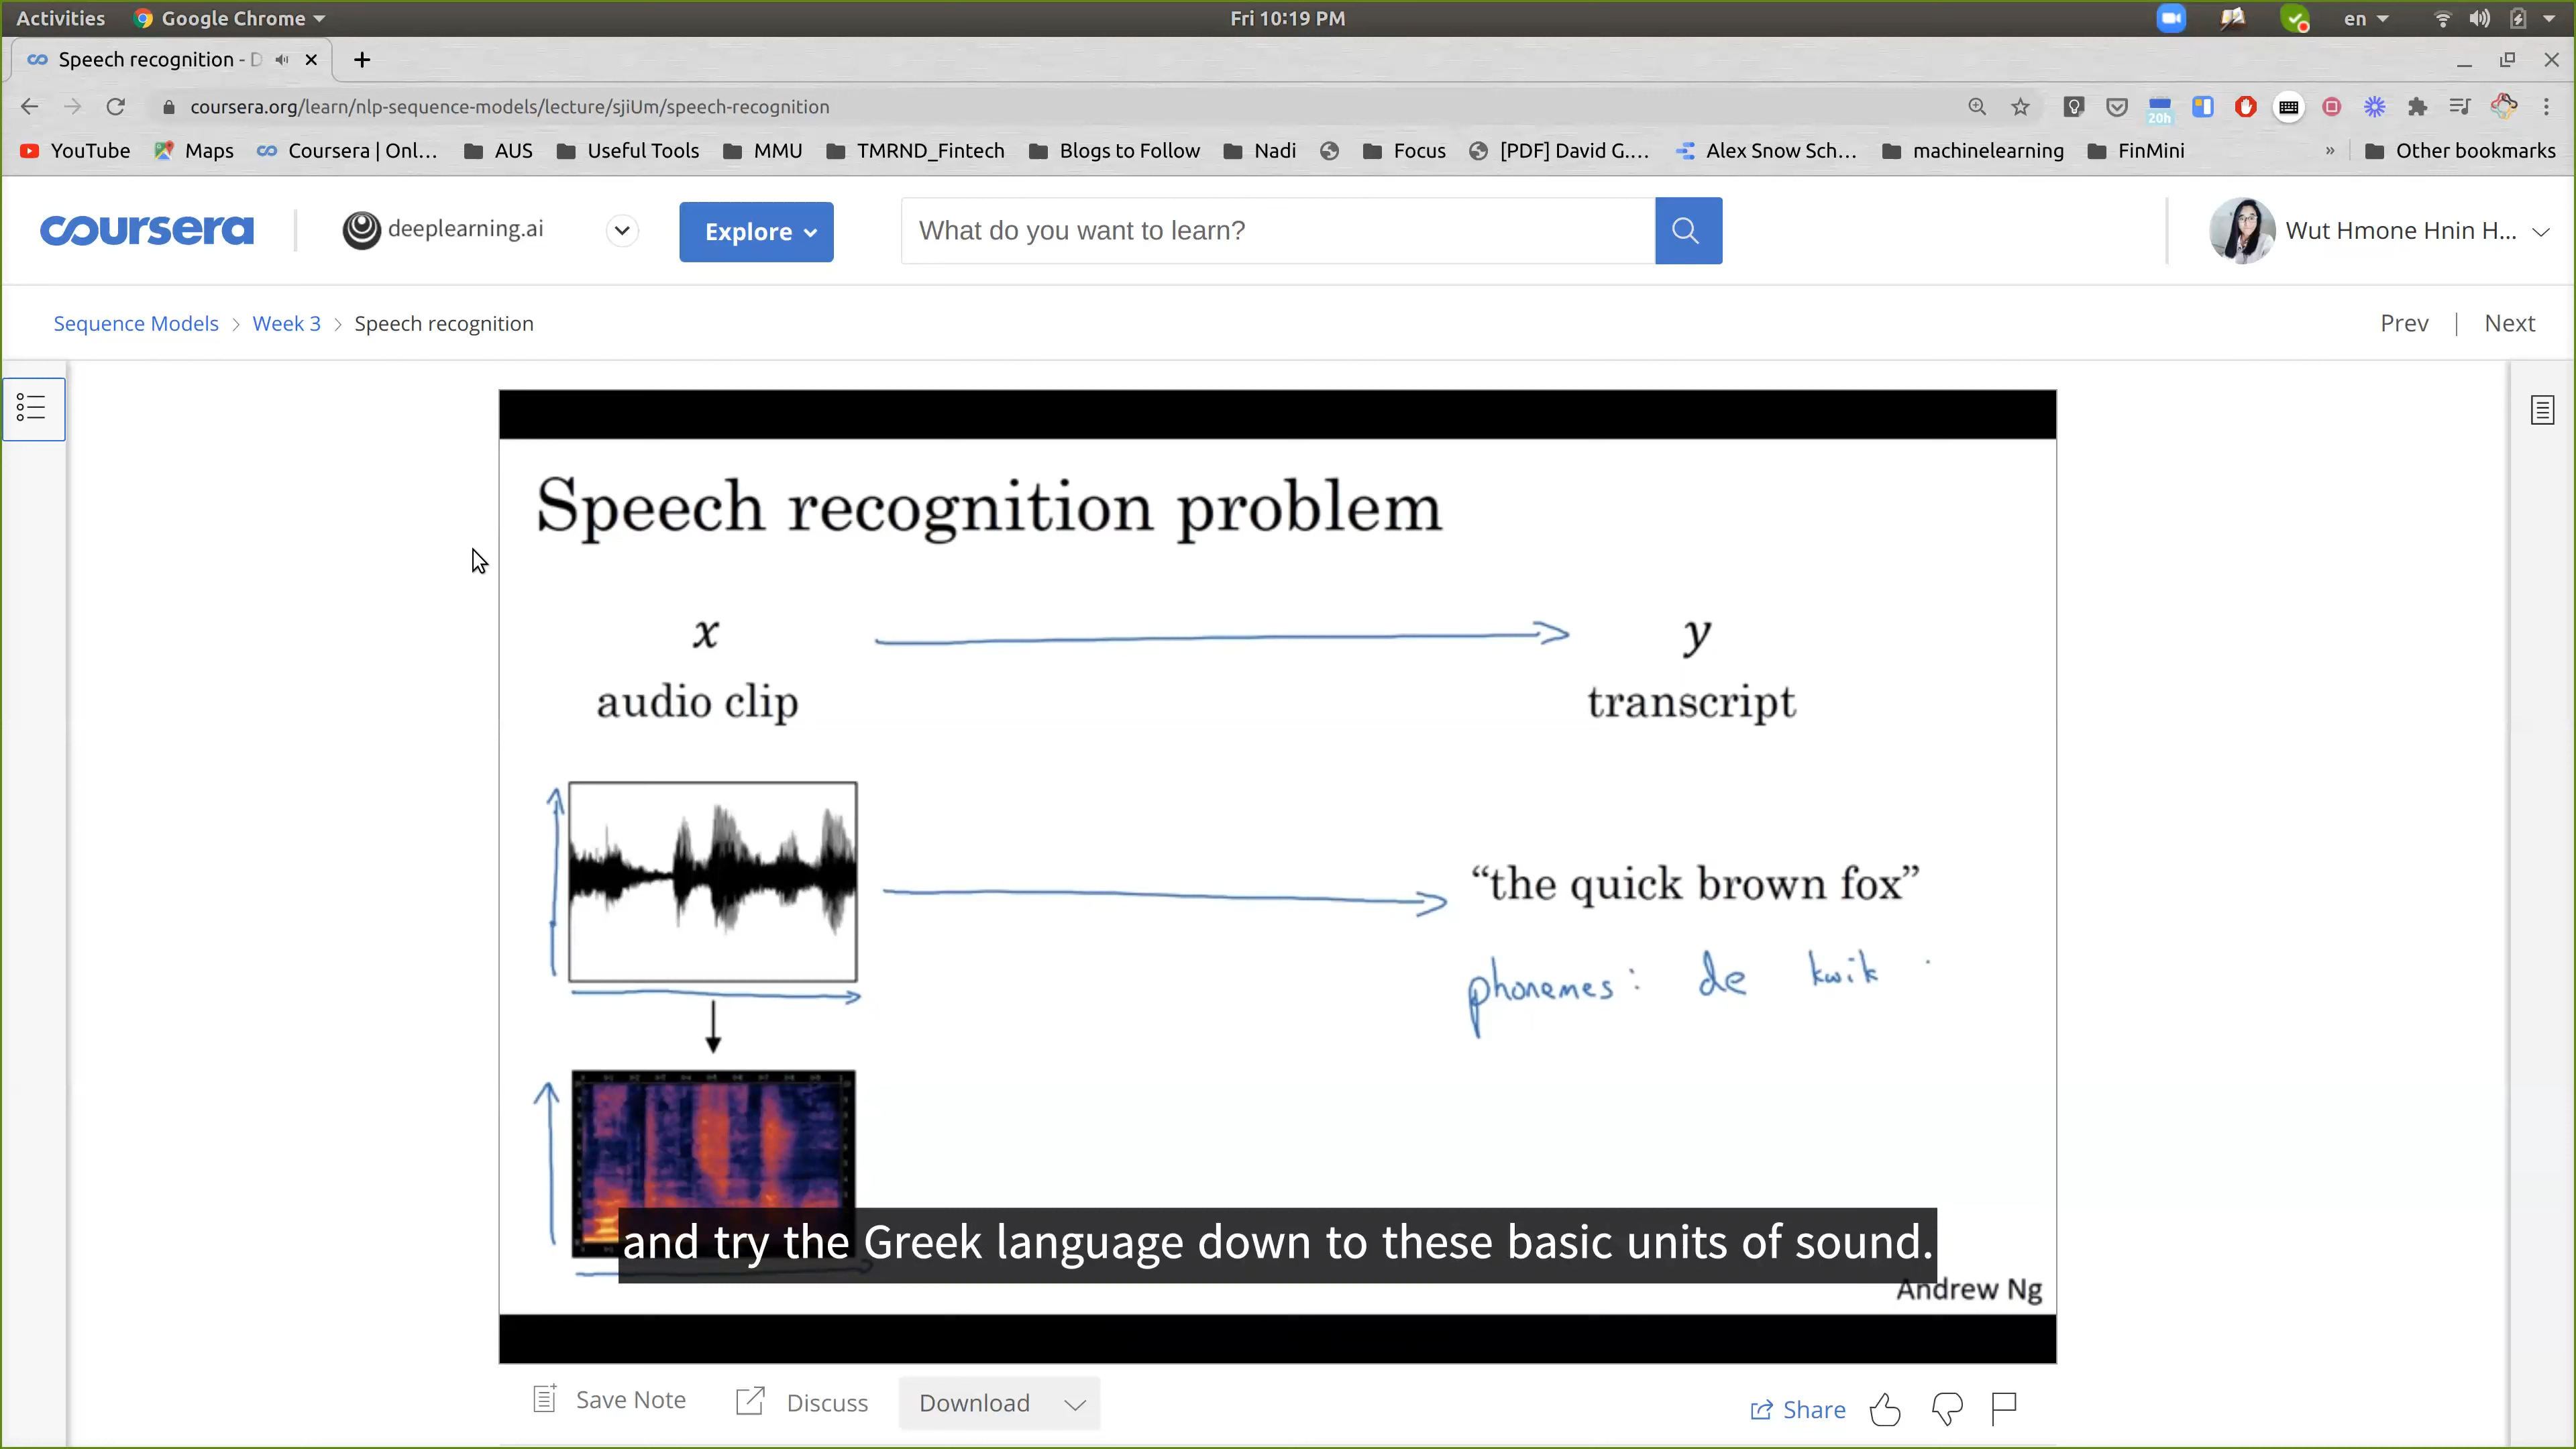 Activities Google Chrome Fri 10:19 PM en
Speech recognition - D
coursera.org/learn/nlp-sequence-models/lecture/sjiUm/speech-recognition
20h
YouTube Maps Coursera | Onl... AUS Useful Tools MMU TMRND_Fintech Blogs to Follow Nadi Focus [PDF] David G.... Alex Snow Sch... machinelearning FinMini » Other bookmarks
coursera deeplearning.ai Explore What do you want to learn? Wut Hmone Hnin H...
Sequence Models > Week 3 > Speech recognition Prev | Next
Speech recognition problem
x y
audio clip transcript
“the quick brown fox”
phonemes: de kwik
and try the Greek language down to these basic units of sound.
Andrew Ng
Save Note Discuss Download Share